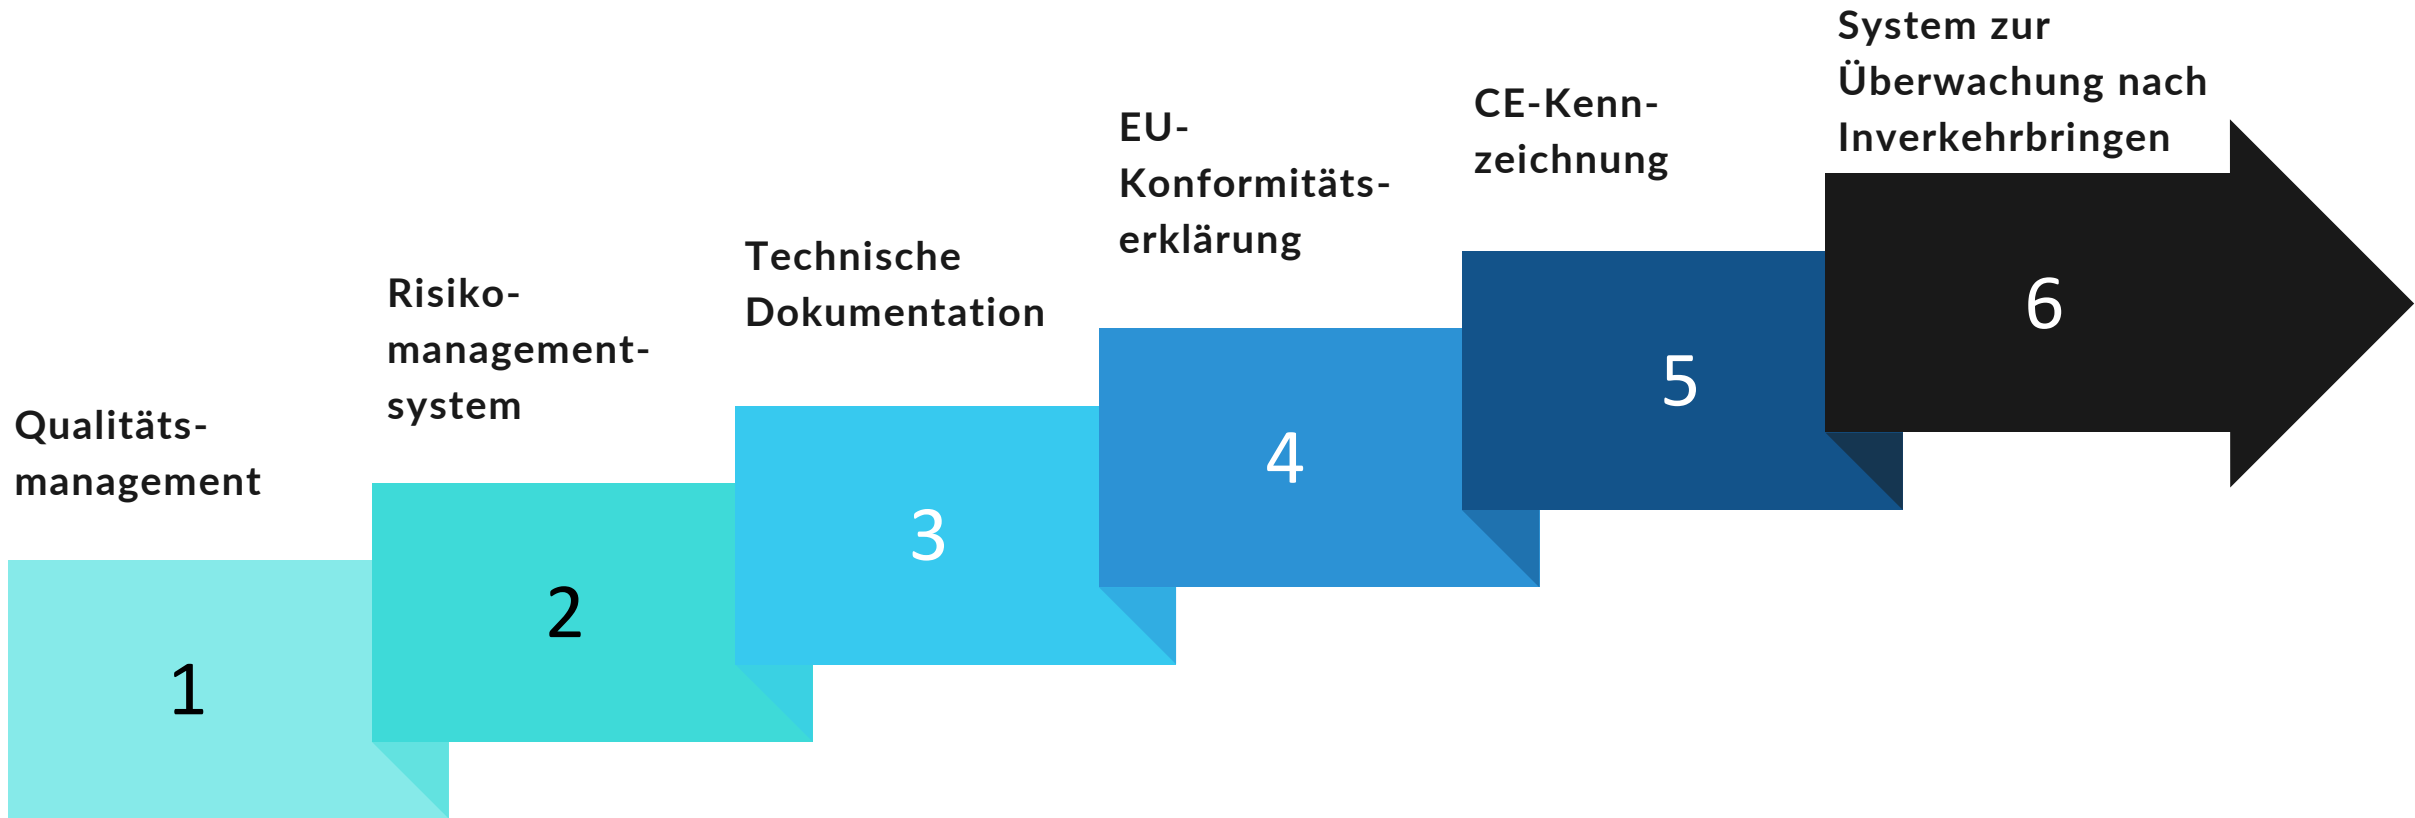 Qualitäts-
management
1
Risiko-
management-
system
2
Technische
Dokumentation
3
EU-
Konformitäts-
erklärung
4
CE-Kenn-
zeichnung
5
System zur
Überwachung nach
Inverkehrbringen
6